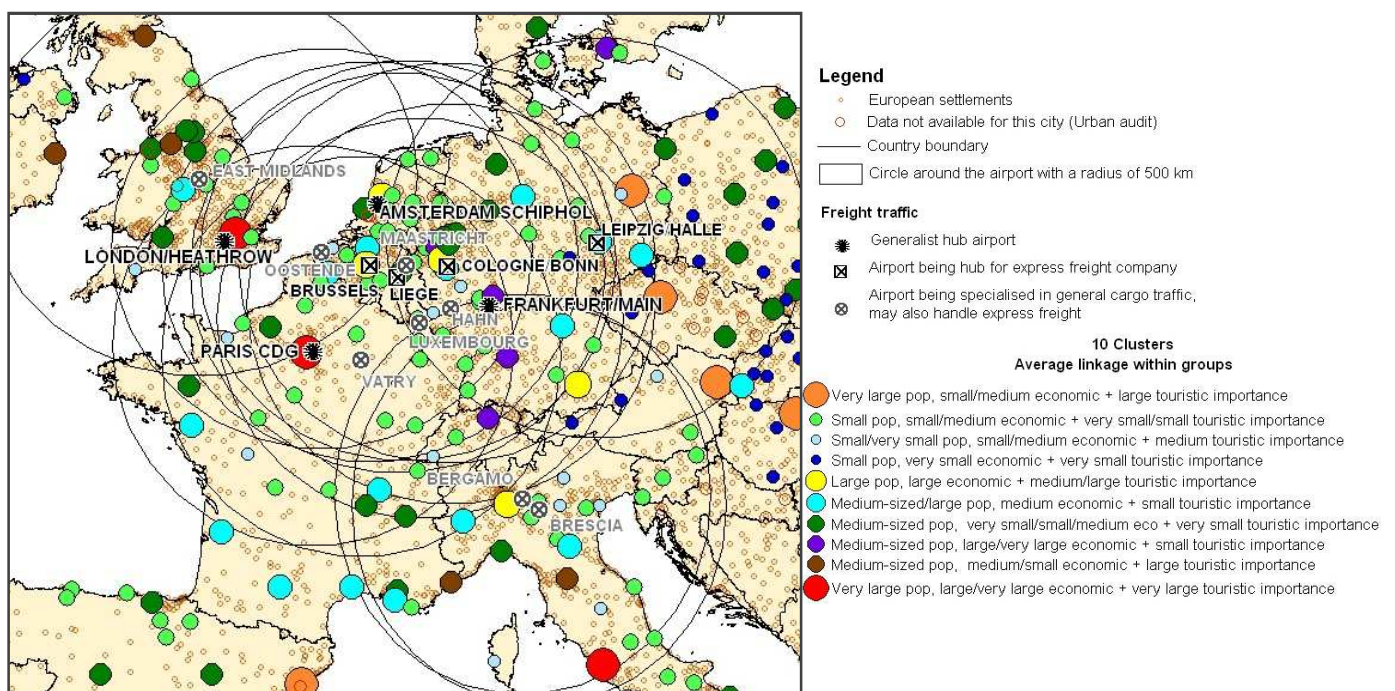 EAST MIDLANDS
AMSTERDAM SCHIPHOL
LEIPZIG/HALLE
MAASTRICHT
LONDON/HEATHROW
OOSTENDE
COLOGNE/BONN
BRUSSELS
LIEGE
FRANKFURT/MAIN
HAHN
LUXEMBOURG
PARIS CDG
VATRY
BERGAMO
BRESCIA
Legend
European settlements
Data not available for this city (Urban audit)
Country boundary
Circle around the airport with a radius of 500 km
Freight traffic
Generalist hub airport
Airport being hub for express freight company
Airport being specialised in general cargo traffic,
may also handle express freight
10 Clusters
Average linkage within groups
Very large pop, small/medium economic + large touristic importance
Small pop, small/medium economic + very small/small touristic importance
Small/very small pop, small/medium economic + medium touristic importance
Small pop, very small economic + very small touristic importance
Large pop, large economic + medium/large touristic importance
Medium-sized/large pop, medium economic + small touristic importance
Medium-sized pop, very small/small/medium eco + very small touristic importance
Medium-sized pop, large/very large economic + small touristic importance
Medium-sized pop, medium/small economic + large touristic importance
Very large pop, large/very large economic + very large touristic importance